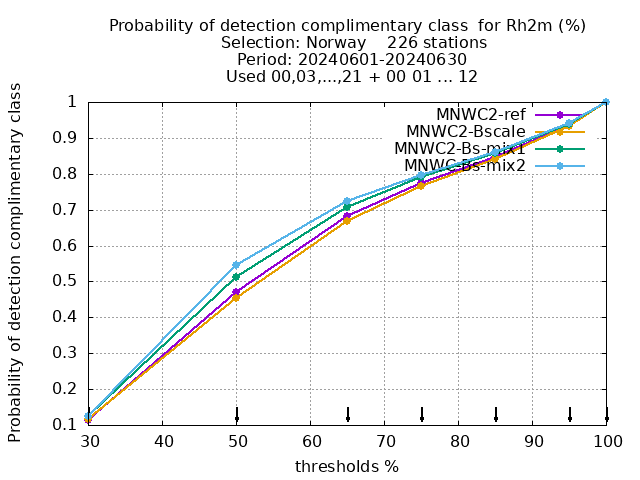 Probability of detection complimentary class  for Rh2m (%)
Selection: Norway    226 stations
Period: 20240601-20240630
Used 00,03,...,21 + 00 01 ... 12
Probability of detection complimentary class
1
0.9
0.8
0.7
0.6
0.5
0.4
0.3
0.2
0.1
MNWC2-ref
MNWC2-Bscale
MNWC2-Bs-mix1
MNWC-Bs-mix2
30 40 50 60 70 80 90 100
thresholds %